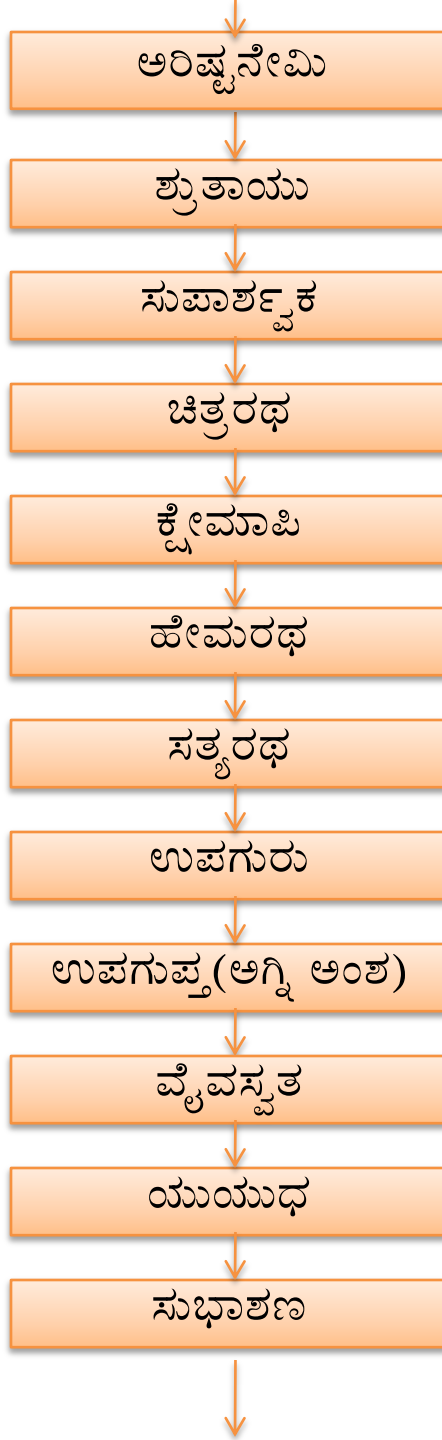 ಅರಿಷ್ಟನೇಮಿ
ಶ್ರುತಾಯು
ಸುಪಾರ್ಶ್ವಕ
ಚಿತ್ರರಥ
ಕ್ಷೇಮಾಪಿ
ಹೇಮರಥ
ಸತ್ಯರಥ
ಉಪಗುರು
ಉಪಗುಪ್ತ(ಅಗ್ನಿ ಅಂಶ)
ವೈವಸ್ವತ
ಯುಯುಧ
ಸುಭಾಶಣ